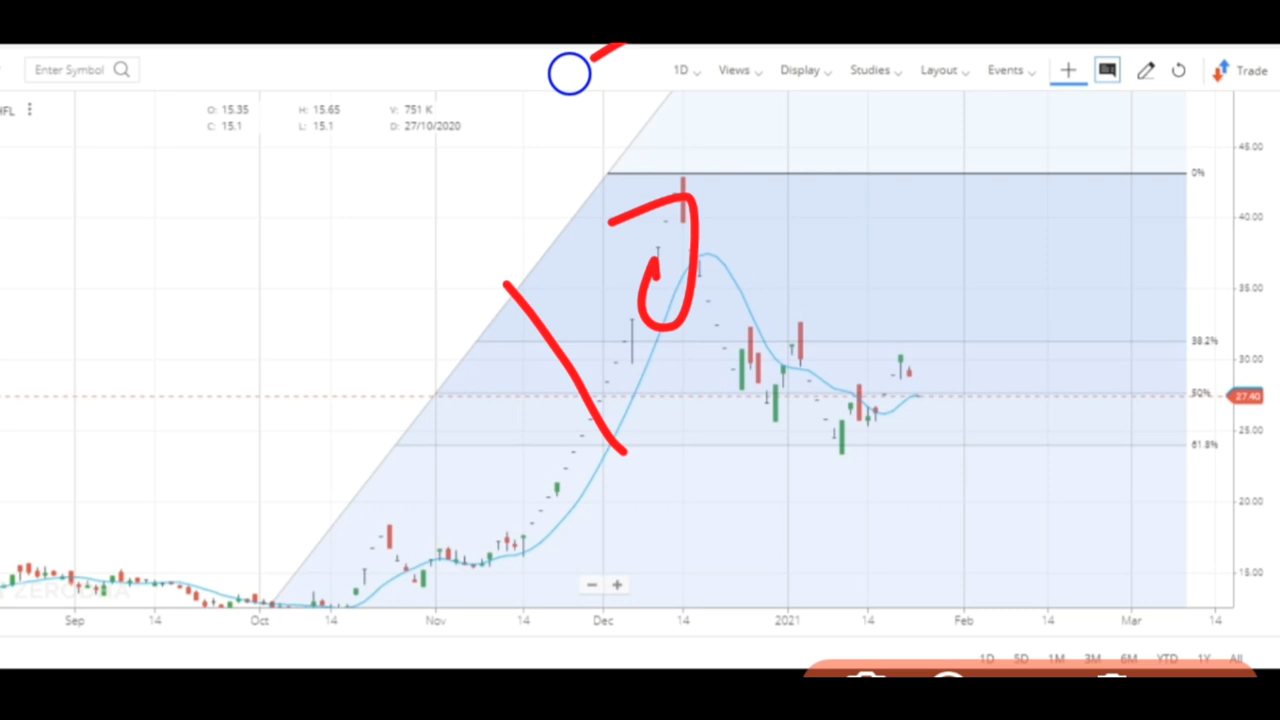 Enter Symbol 1D Views Display Studies Layout Events Trade
HFL O: 15.35 H: 15.65 V: 751 K
C: 15.1 L: 15.1 D: 27/10/2020
45.00
0%
40.00
35.00
38.2%
30.00
50%
27.40
25.00
61.8%
20.00
15.00
ZERODHA
Sep 14 Oct 14 Nov 14 Dec 14 2021 14 Feb 14 Mar 14
1D 5D 1M 3M 6M YTD 1Y All